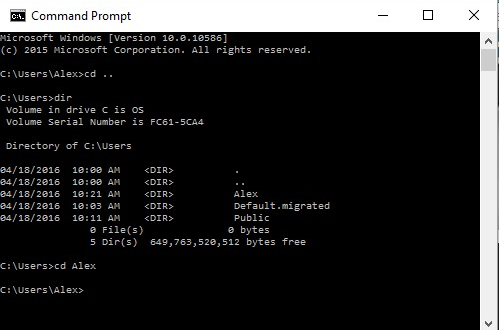 Command Prompt
Microsoft Windows [Version 10.0.10586]
(c) 2015 Microsoft Corporation. All rights reserved.
C:\Users\Alex>cd ..
C:\Users>dir
 Volume in drive C is OS
 Volume Serial Number is FC61-5CA4
 Directory of C:\Users
04/18/2016  10:00 AM    <DIR>          .
04/18/2016  10:00 AM    <DIR>          ..
04/18/2016  10:21 AM    <DIR>          Alex
04/18/2016  10:03 AM    <DIR>          Default.migrated
04/18/2016  10:11 AM    <DIR>          Public
               0 File(s)              0 bytes
               5 Dir(s)  649,763,520,512 bytes free
C:\Users>cd Alex
C:\Users\Alex>